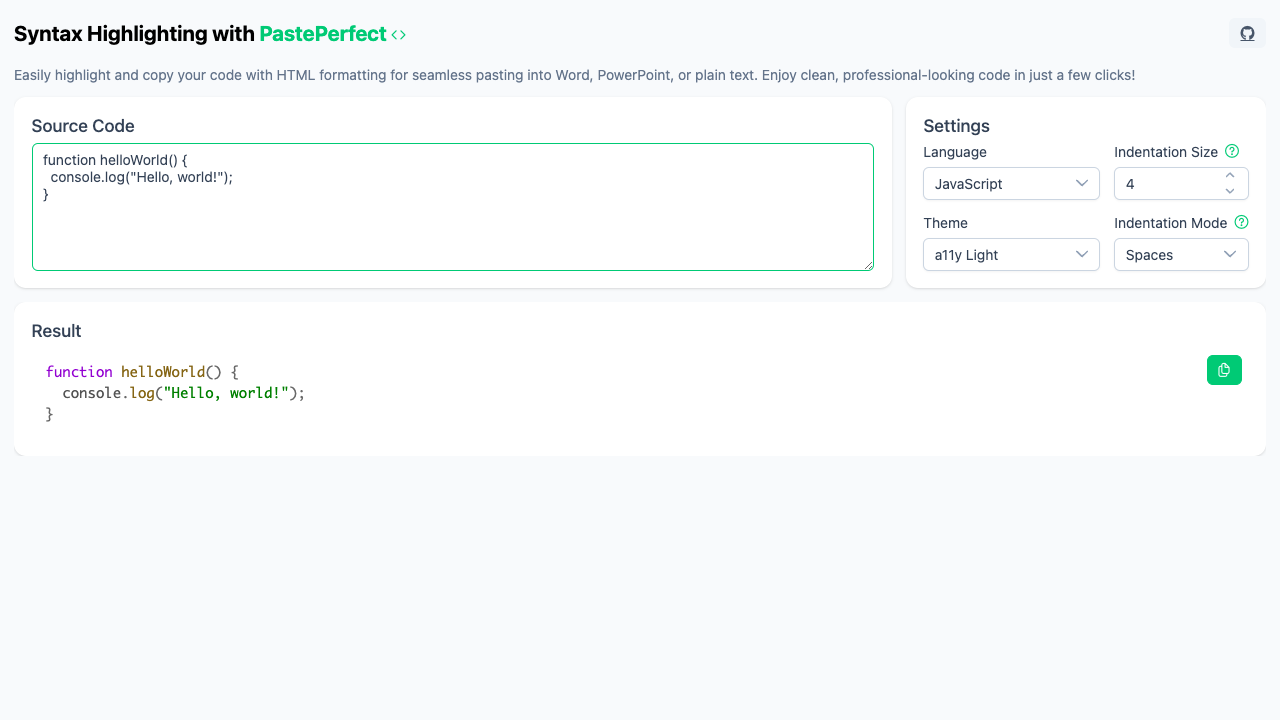 Syntax Highlighting with PastePerfect
Easily highlight and copy your code with HTML formatting for seamless pasting into Word, PowerPoint, or plain text. Enjoy clean, professional-looking code in just a few clicks!
Source Code
function helloWorld() {
  console.log("Hello, world!");
}
Settings
Language
Indentation Size
JavaScript
4
Theme
Indentation Mode
a11y Light
Spaces
Result
function helloWorld() {
  console.log("Hello, world!");
}